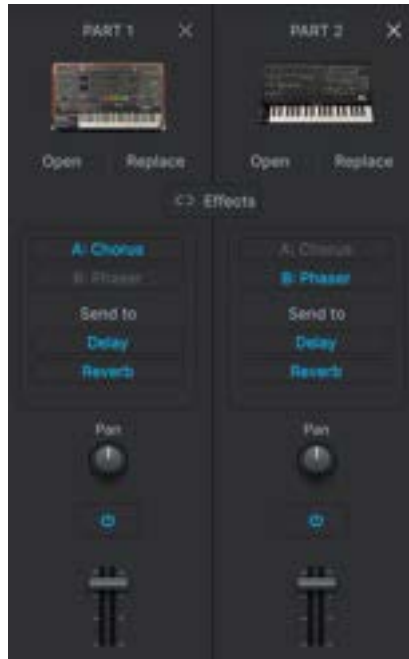 PART 1
PART 2
Open Replace
Open Replace
Effects
A: Chorus
B: Phaser
Send to
Delay
Reverb
A: Chorus
B: Phaser
Send to
Delay
Reverb
Pan
Pan